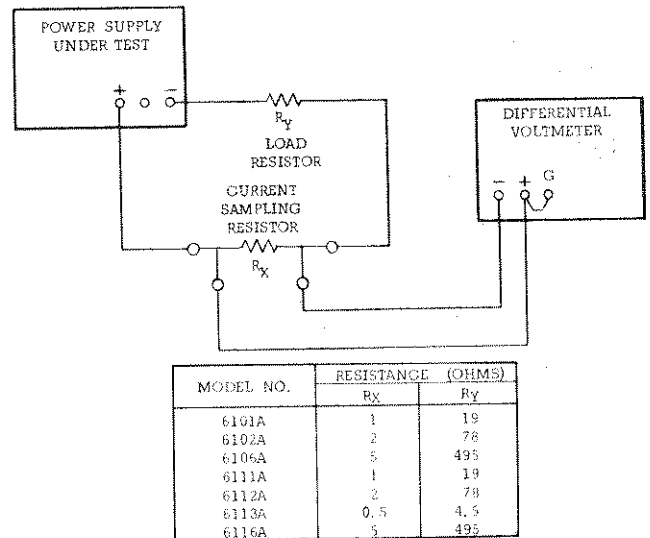 POWER SUPPLY
UNDER TEST
+ −
R_Y
LOAD
RESISTOR
CURRENT
SAMPLING
RESISTOR
R_X
DIFFERENTIAL
VOLTMETER
− + G
MODEL NO. RESISTANCE (OHMS)
R_X R_Y
6101A 1 19
6102A 2 78
6106A 5 495
6111A 1 19
6112A 2 78
6113A 0.5 4.5
6116A 5 495